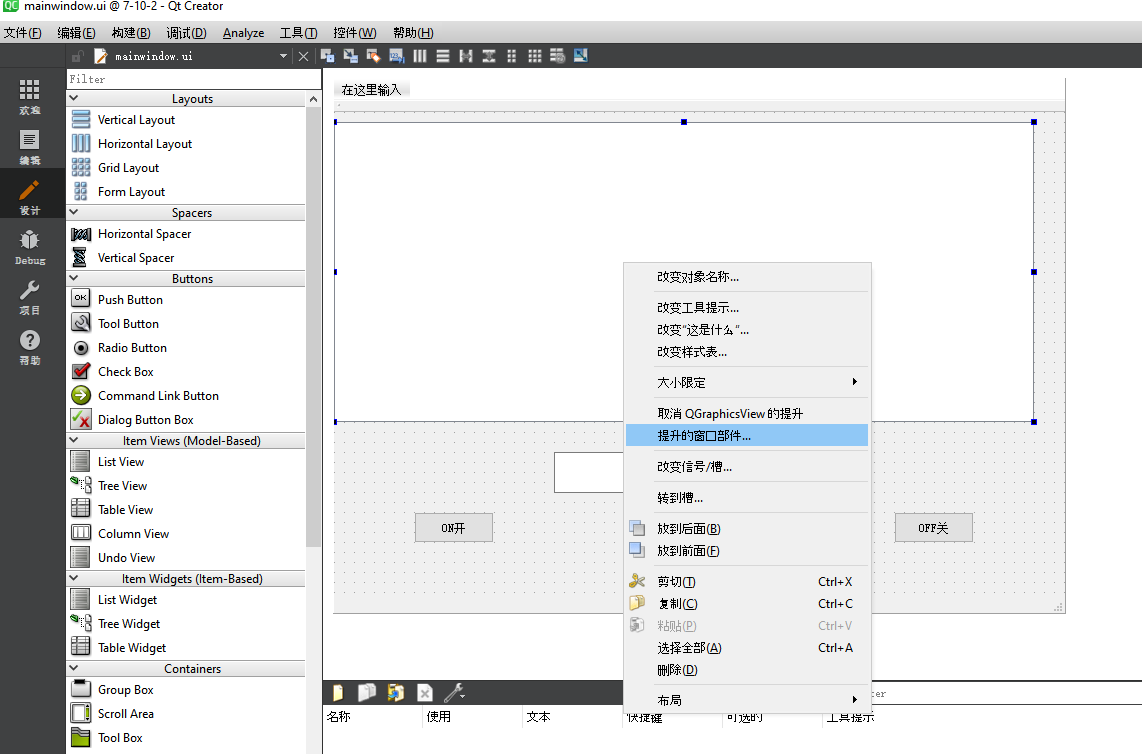 QC mainwindow.ui @ 7-10-2 - Qt Creator
文件(F) 编辑(E) 构建(B) 调试(D) Analyze 工具(T) 控件(W) 帮助(H)
mainwindow.ui
Filter
欢迎
编辑
设计
Debug
项目
帮助
Layouts
Vertical Layout
Horizontal Layout
Grid Layout
Form Layout
Spacers
Horizontal Spacer
Vertical Spacer
Buttons
OK Push Button
Tool Button
Radio Button
Check Box
Command Link Button
Dialog Button Box
Item Views (Model-Based)
List View
Tree View
Table View
Column View
Undo View
Item Widgets (Item-Based)
List Widget
Tree Widget
Table Widget
Containers
Group Box
Scroll Area
Tool Box
在这里输入
ON开
OFF关
改变对象名称...
改变工具提示...
改变"这是什么"...
改变样式表...
大小限定
取消 QGraphicsView 的提升
提升的窗口部件...
改变信号/槽...
转到槽...
放到后面(B)
放到前面(F)
剪切(T) Ctrl+X
复制(C) Ctrl+C
粘贴(P) Ctrl+V
选择全部(A) Ctrl+A
删除(D)
布局
ter
名称 使用 文本 快捷键 可选的 工具提示